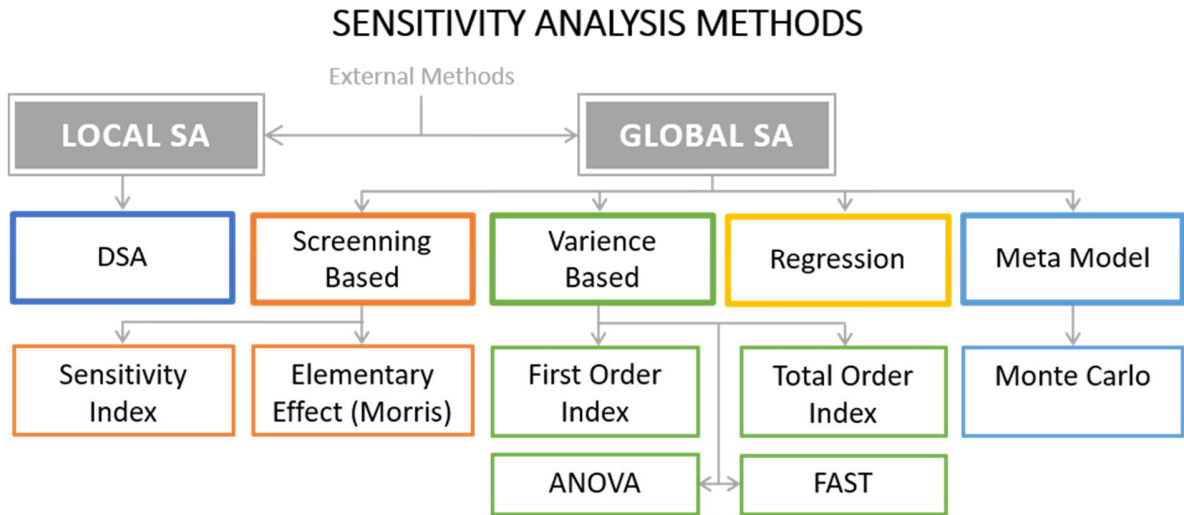 SENSITIVITY ANALYSIS METHODS
External Methods
LOCAL SA
GLOBAL SA
DSA
Screenning
Based
Varience
Based
Regression
Meta Model
Sensitivity
Index
Elementary
Effect (Morris)
First Order
Index
Total Order
Index
Monte Carlo
ANOVA
FAST